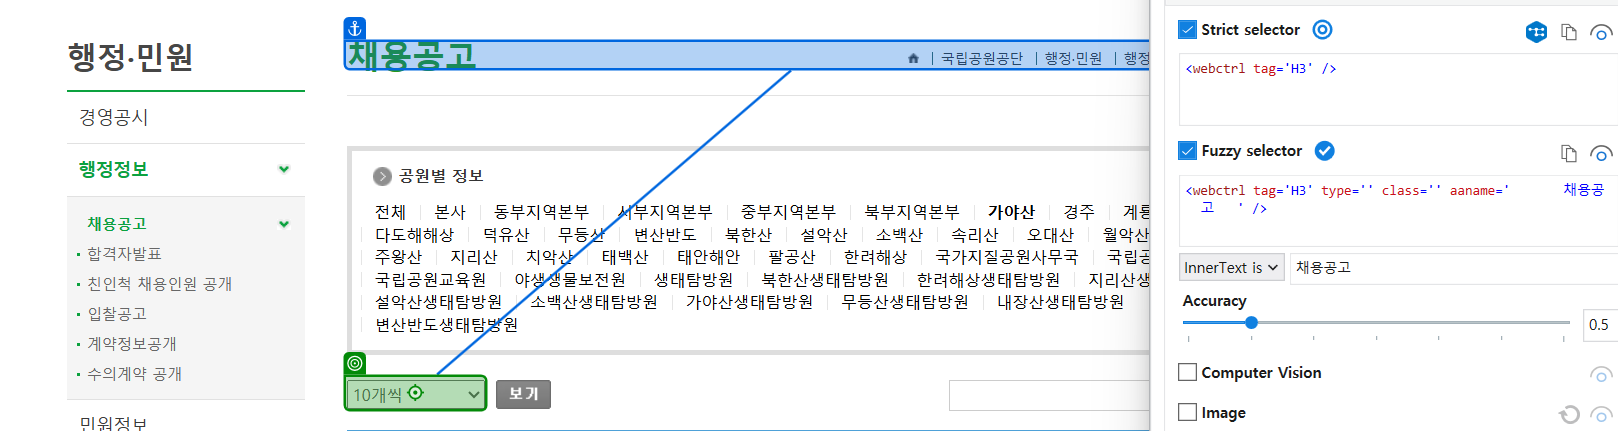 행정·민원
경영공시
행정정보
채용공고
합격자발표
친인척 채용인원 공개
입찰공고
계약정보공개
수의계약 공개
민원정보
채용공고
국립공원공단 | 행정·민원 | 행정
공원별 정보
전체 본사 동부지역본부 서부지역본부 중부지역본부 북부지역본부 가야산 경주 계룡
다도해해상 덕유산 무등산 변산반도 북한산 설악산 소백산 속리산 오대산 월악산
주왕산 지리산 치악산 태백산 태안해안 팔공산 한려해상 국가지질공원사무국 국립공
국립공원교육원 야생생물보전원 생태탐방원 북한산생태탐방원 한려해상생태탐방원 지리산생
설악산생태탐방원 소백산생태탐방원 가야산생태탐방원 무등산생태탐방원 내장산생태탐방원
변산반도생태탐방원
10개씩 보기
Strict selector
<webctrl tag='H3' />
Fuzzy selector
<webctrl tag='H3' type='' class='' aaname=' 채용공
고 ' />
InnerText is 채용공고
Accuracy
0.5
Computer Vision
Image